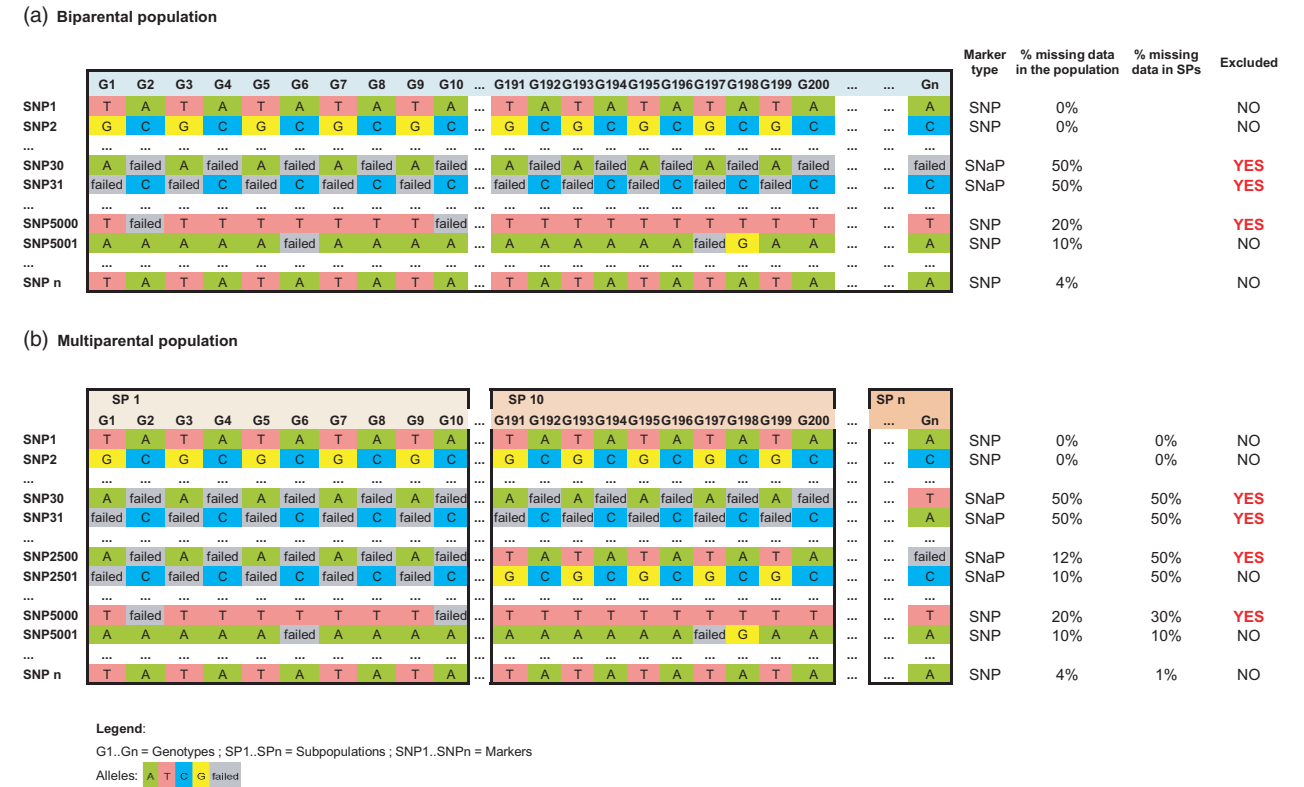 (a) Biparental population
Marker type % missing data in the population % missing data in SPs Excluded
G1 G2 G3 G4 G5 G6 G7 G8 G9 G10 ... G191 G192 G193 G194 G195 G196 G197 G198 G199 G200 ... ... Gn
SNP1 T A T A T A T A T A ... T A T A T A T A T A ... ... A SNP 0% NO
SNP2 G C G C G C G C G C ... G C G C G C G C G C ... ... C SNP 0% NO
... ... ... ... ... ... ... ... ... ... ... ... ... ... ... ... ... ... ... ... ... ... ... ... ...
SNP30 A failed A failed A failed A failed A failed ... A failed A failed A failed A failed A failed ... ... failed SNaP 50% YES
SNP31 failed C failed C failed C failed C failed C ... failed C failed C failed C failed C failed C ... ... C SNaP 50% YES
... ... ... ... ... ... ... ... ... ... ... ... ... ... ... ... ... ... ... ... ... ... ... ... ...
SNP5000 T failed T T T T T T T failed ... T T T T T T T T T T ... ... T SNP 20% YES
SNP5001 A A A A A failed A A A A ... A A A A A A failed G A A ... ... A SNP 10% NO
... ... ... ... ... ... ... ... ... ... ... ... ... ... ... ... ... ... ... ... ... ... ... ... ...
SNP n T A T A T A T A T A ... T A T A T A T A T A ... ... A SNP 4% NO
(b) Multiparental population
SP 1 SP 10 SP n
G1 G2 G3 G4 G5 G6 G7 G8 G9 G10 ... G191 G192 G193 G194 G195 G196 G197 G198 G199 G200 ... ... Gn
SNP1 T A T A T A T A T A ... T A T A T A T A T A ... ... A SNP 0% 0% NO
SNP2 G C G C G C G C G C ... G C G C G C G C G C ... ... C SNP 0% 0% NO
... ... ... ... ... ... ... ... ... ... ... ... ... ... ... ... ... ... ... ... ... ... ... ... ...
SNP30 A failed A failed A failed A failed A failed ... A failed A failed A failed A failed A failed ... ... T SNaP 50% 50% YES
SNP31 failed C failed C failed C failed C failed C ... failed C failed C failed C failed C failed C ... ... A SNaP 50% 50% YES
... ... ... ... ... ... ... ... ... ... ... ... ... ... ... ... ... ... ... ... ... ... ... ... ...
SNP2500 A failed A failed A failed A failed A failed ... T A T A T A T A T A ... ... failed SNaP 12% 50% YES
SNP2501 failed C failed C failed C failed C failed C ... G C G C G C G C G C ... ... C SNaP 10% 50% NO
... ... ... ... ... ... ... ... ... ... ... ... ... ... ... ... ... ... ... ... ... ... ... ... ...
SNP5000 T failed T T T T T T T failed ... T T T T T T T T T T ... ... T SNP 20% 30% YES
SNP5001 A A A A A failed A A A A ... A A A A A A failed G A A ... ... A SNP 10% 10% NO
... ... ... ... ... ... ... ... ... ... ... ... ... ... ... ... ... ... ... ... ... ... ... ... ...
SNP n T A T A T A T A T A ... T A T A T A T A T A ... ... A SNP 4% 1% NO
Legend:
G1..Gn = Genotypes ; SP1..SPn = Subpopulations ; SNP1..SNPn = Markers
Alleles: A T C G failed